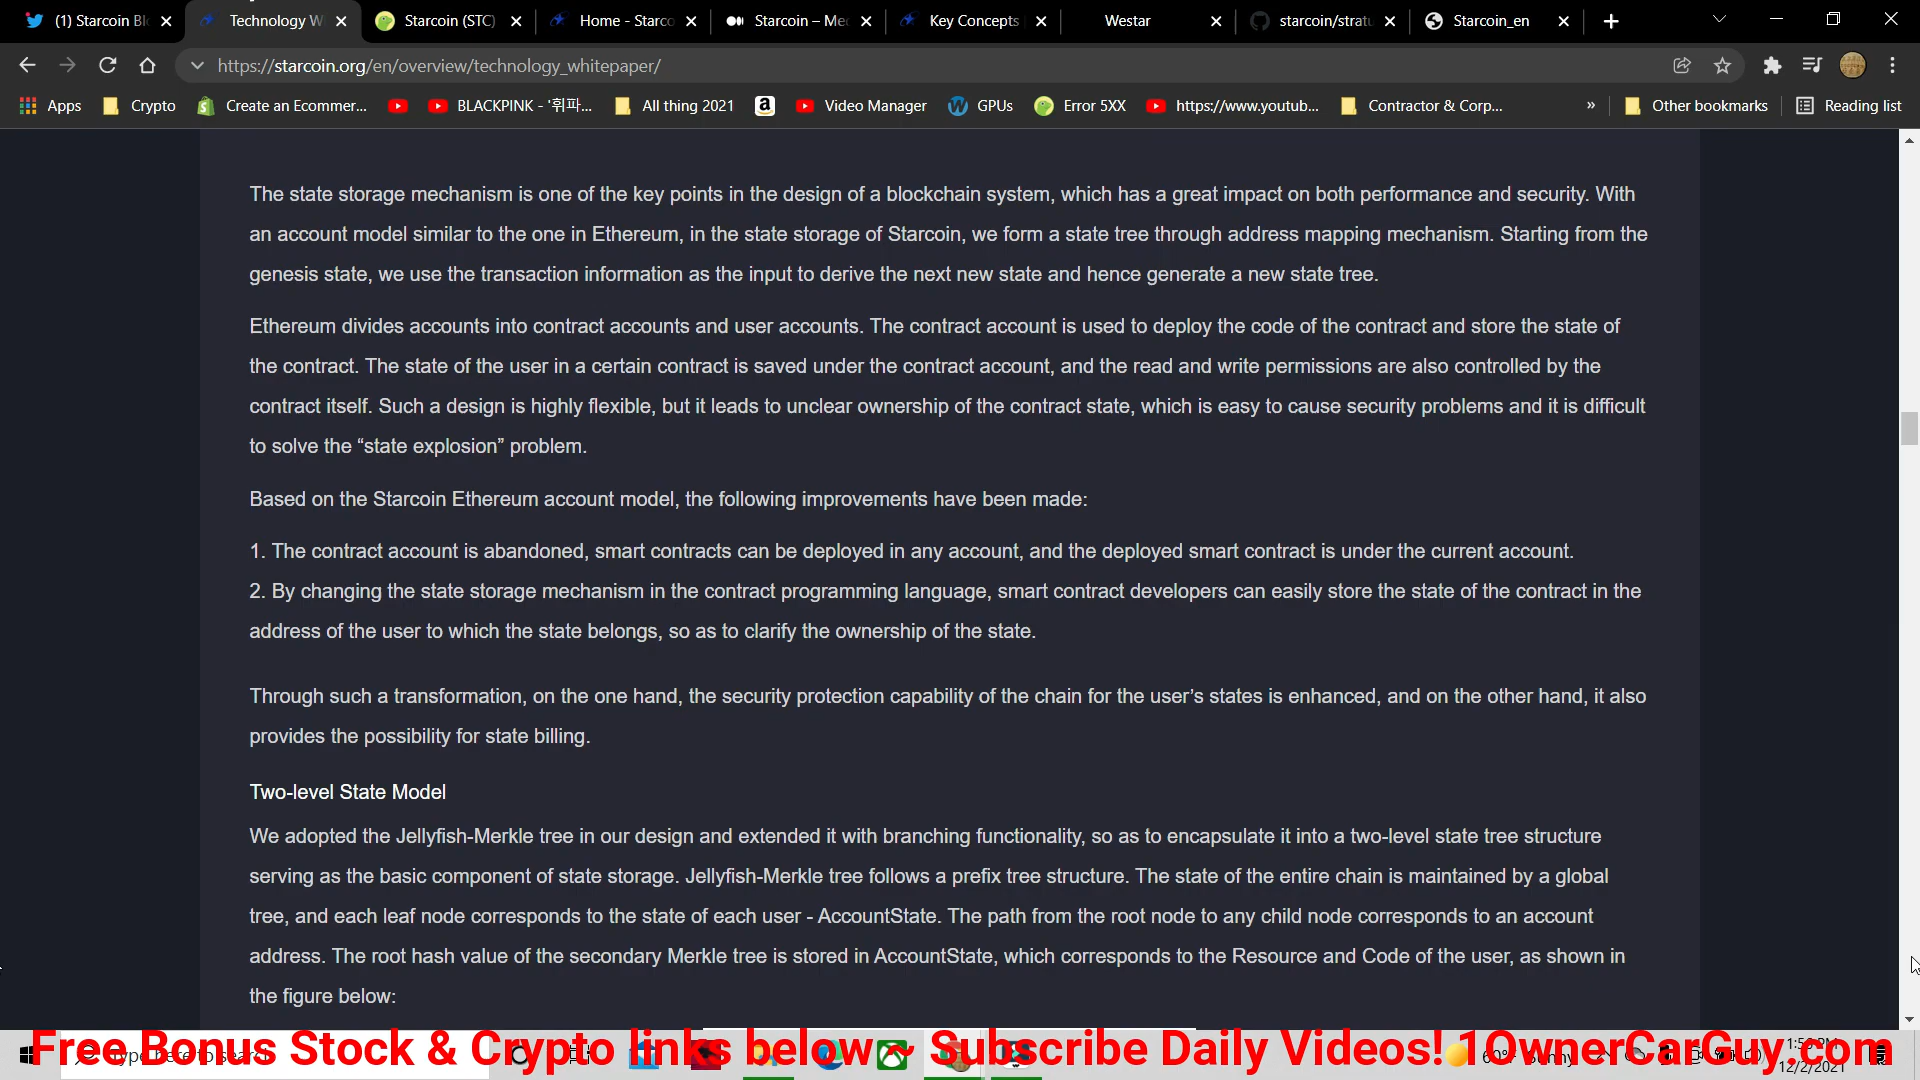 (1) Starcoin Bl
Technology W
Starcoin (STC)
Home - Starco
Starcoin – Me
Key Concepts
Westar
starcoin/stratu
Starcoin_en
https://starcoin.org/en/overview/technology_whitepaper/
Apps
Crypto
Create an Ecommer...
BLACKPINK - '휘파...
All thing 2021
Video Manager
GPUs
Error 5XX
https://www.youtub...
Contractor & Corp...
»
Other bookmarks
Reading list
The state storage mechanism is one of the key points in the design of a blockchain system, which has a great impact on both performance and security. With
an account model similar to the one in Ethereum, in the state storage of Starcoin, we form a state tree through address mapping mechanism. Starting from the
genesis state, we use the transaction information as the input to derive the next new state and hence generate a new state tree.
Ethereum divides accounts into contract accounts and user accounts. The contract account is used to deploy the code of the contract and store the state of
the contract. The state of the user in a certain contract is saved under the contract account, and the read and write permissions are also controlled by the
contract itself. Such a design is highly flexible, but it leads to unclear ownership of the contract state, which is easy to cause security problems and it is difficult
to solve the “state explosion” problem.
Based on the Starcoin Ethereum account model, the following improvements have been made:
1. The contract account is abandoned, smart contracts can be deployed in any account, and the deployed smart contract is under the current account.
2. By changing the state storage mechanism in the contract programming language, smart contract developers can easily store the state of the contract in the
address of the user to which the state belongs, so as to clarify the ownership of the state.
Through such a transformation, on the one hand, the security protection capability of the chain for the user’s states is enhanced, and on the other hand, it also
provides the possibility for state billing.
Two-level State Model
We adopted the Jellyfish-Merkle tree in our design and extended it with branching functionality, so as to encapsulate it into a two-level state tree structure
serving as the basic component of state storage. Jellyfish-Merkle tree follows a prefix tree structure. The state of the entire chain is maintained by a global
tree, and each leaf node corresponds to the state of each user - AccountState. The path from the root node to any child node corresponds to an account
address. The root hash value of the secondary Merkle tree is stored in AccountState, which corresponds to the Resource and Code of the user, as shown in
the figure below:
Free Bonus Stock & Crypto links below ~ Subscribe Daily Videos! 1OwnerCarGuy.com
Type here to search
60°F Sunny
12/2/2021